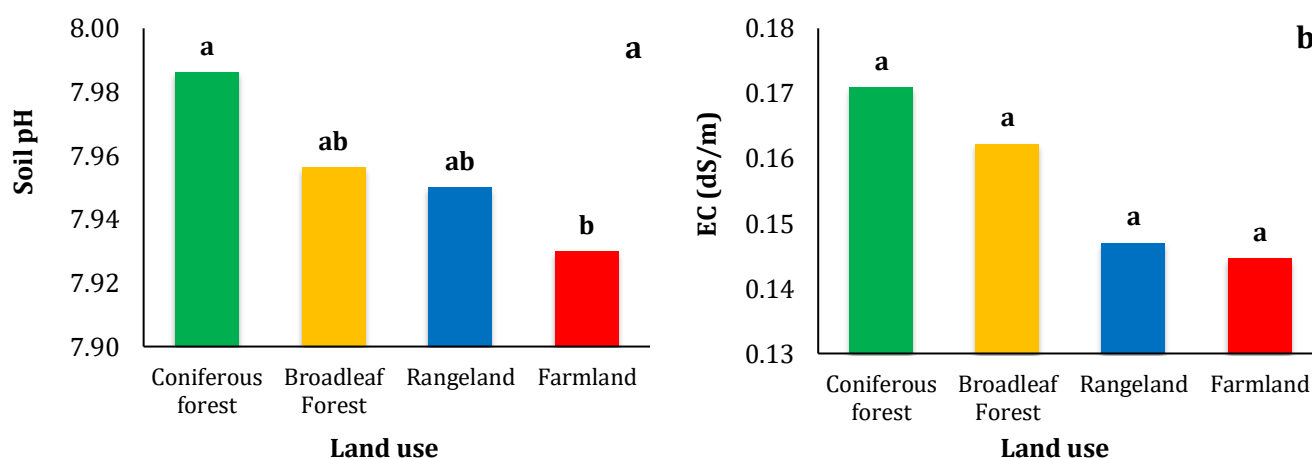 a
8.00
7.98
7.96
7.94
7.92
7.90
Soil pH
a
ab
ab
b
Coniferous forest
Broadleaf Forest
Rangeland
Farmland
Land use
b
0.18
0.17
0.16
0.15
0.14
0.13
EC (dS/m)
a
a
a
a
Coniferous forest
Broadleaf Forest
Rangeland
Farmland
Land use